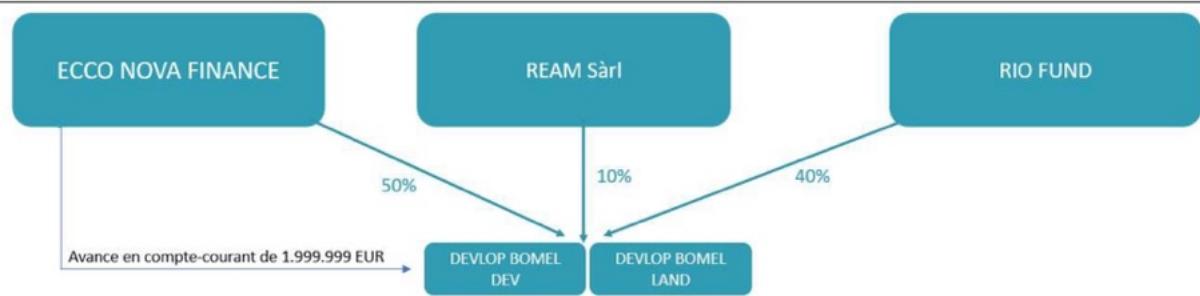 ECCO NOVA FINANCE
REAM Sàrl
RIO FUND
50%
10%
40%
Avance en compte-courant de 1.999.999 EUR
DEVLOP BOMEL
DEV
DEVLOP BOMEL
LAND